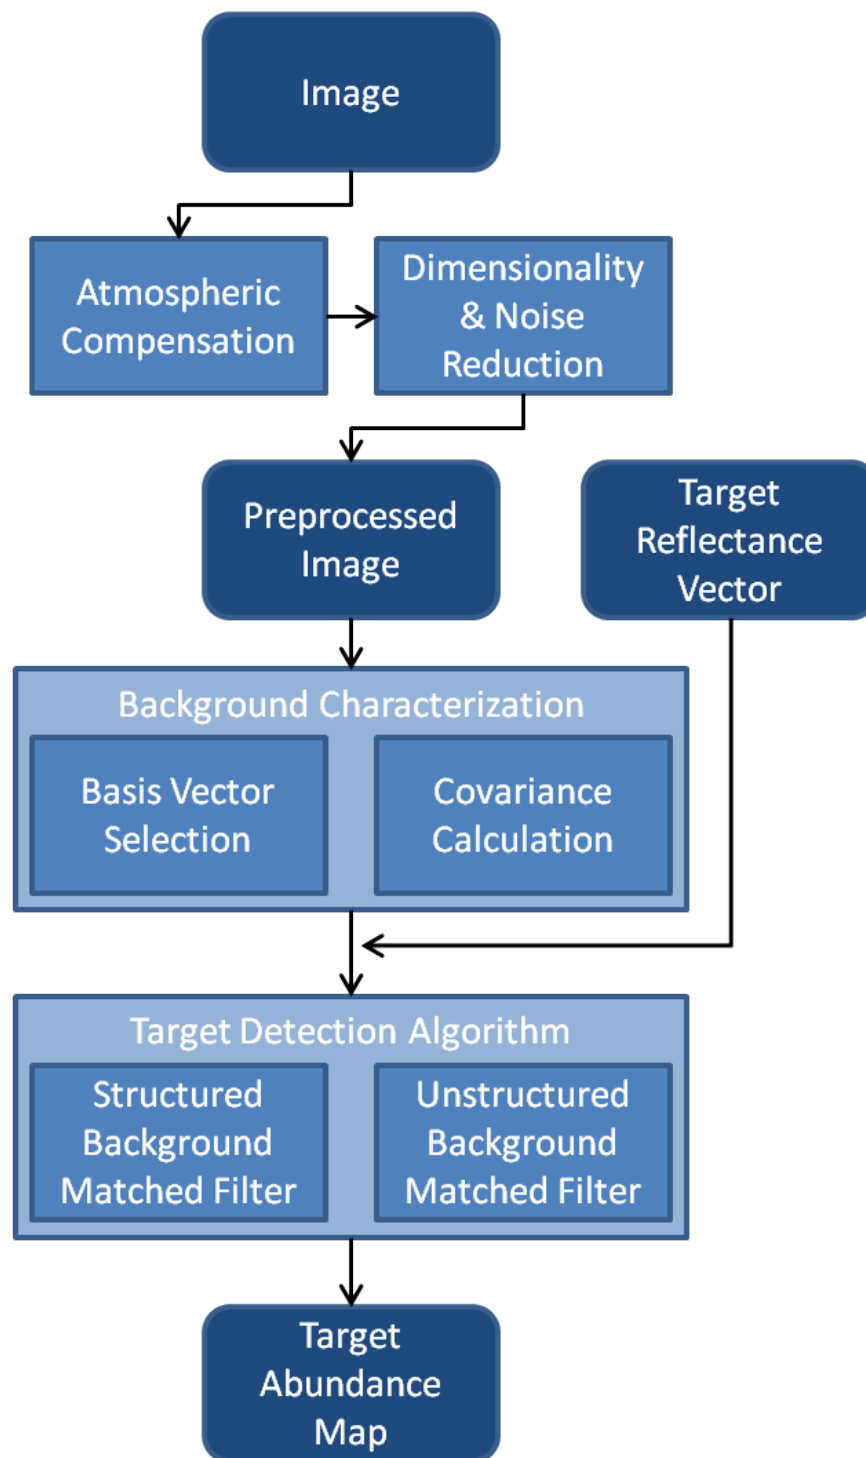 Image
Atmospheric
Compensation
Dimensionality
& Noise
Reduction
Preprocessed
Image
Target
Reflectance
Vector
Background Characterization
Basis Vector
Selection
Covariance
Calculation
Target Detection Algorithm
Structured
Background
Matched Filter
Unstructured
Background
Matched Filter
Target
Abundance
Map